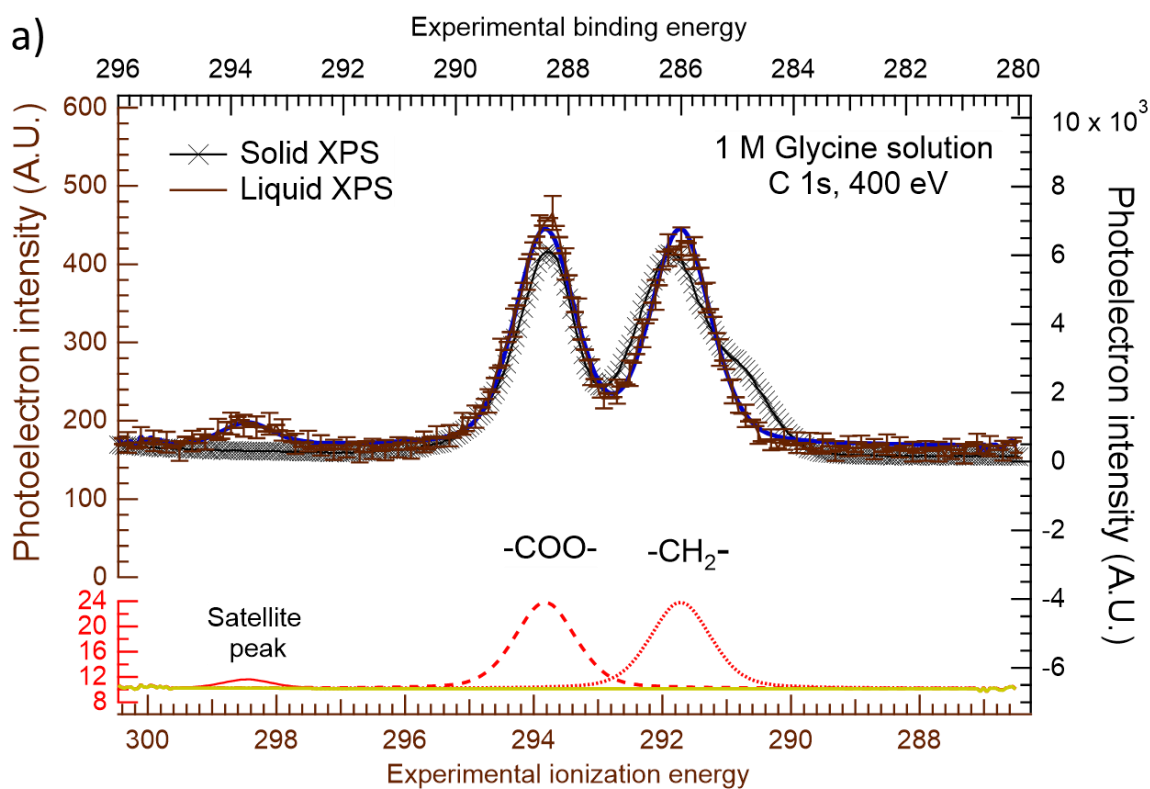 a)
Experimental binding energy
296 294 292 290 288 286 284 282 280
Photoelectron intensity (A.U.)
600
500
400
300
200
100
0
Solid XPS
Liquid XPS
1 M Glycine solution
C 1s, 400 eV
10 x 10³
8
6
4
2
0
-2
-4
-6
Photoelectron intensity (A.U.)
-COO-
-CH₂-
Satellite
peak
24
20
16
12
8
300 298 296 294 292 290 288
Experimental ionization energy